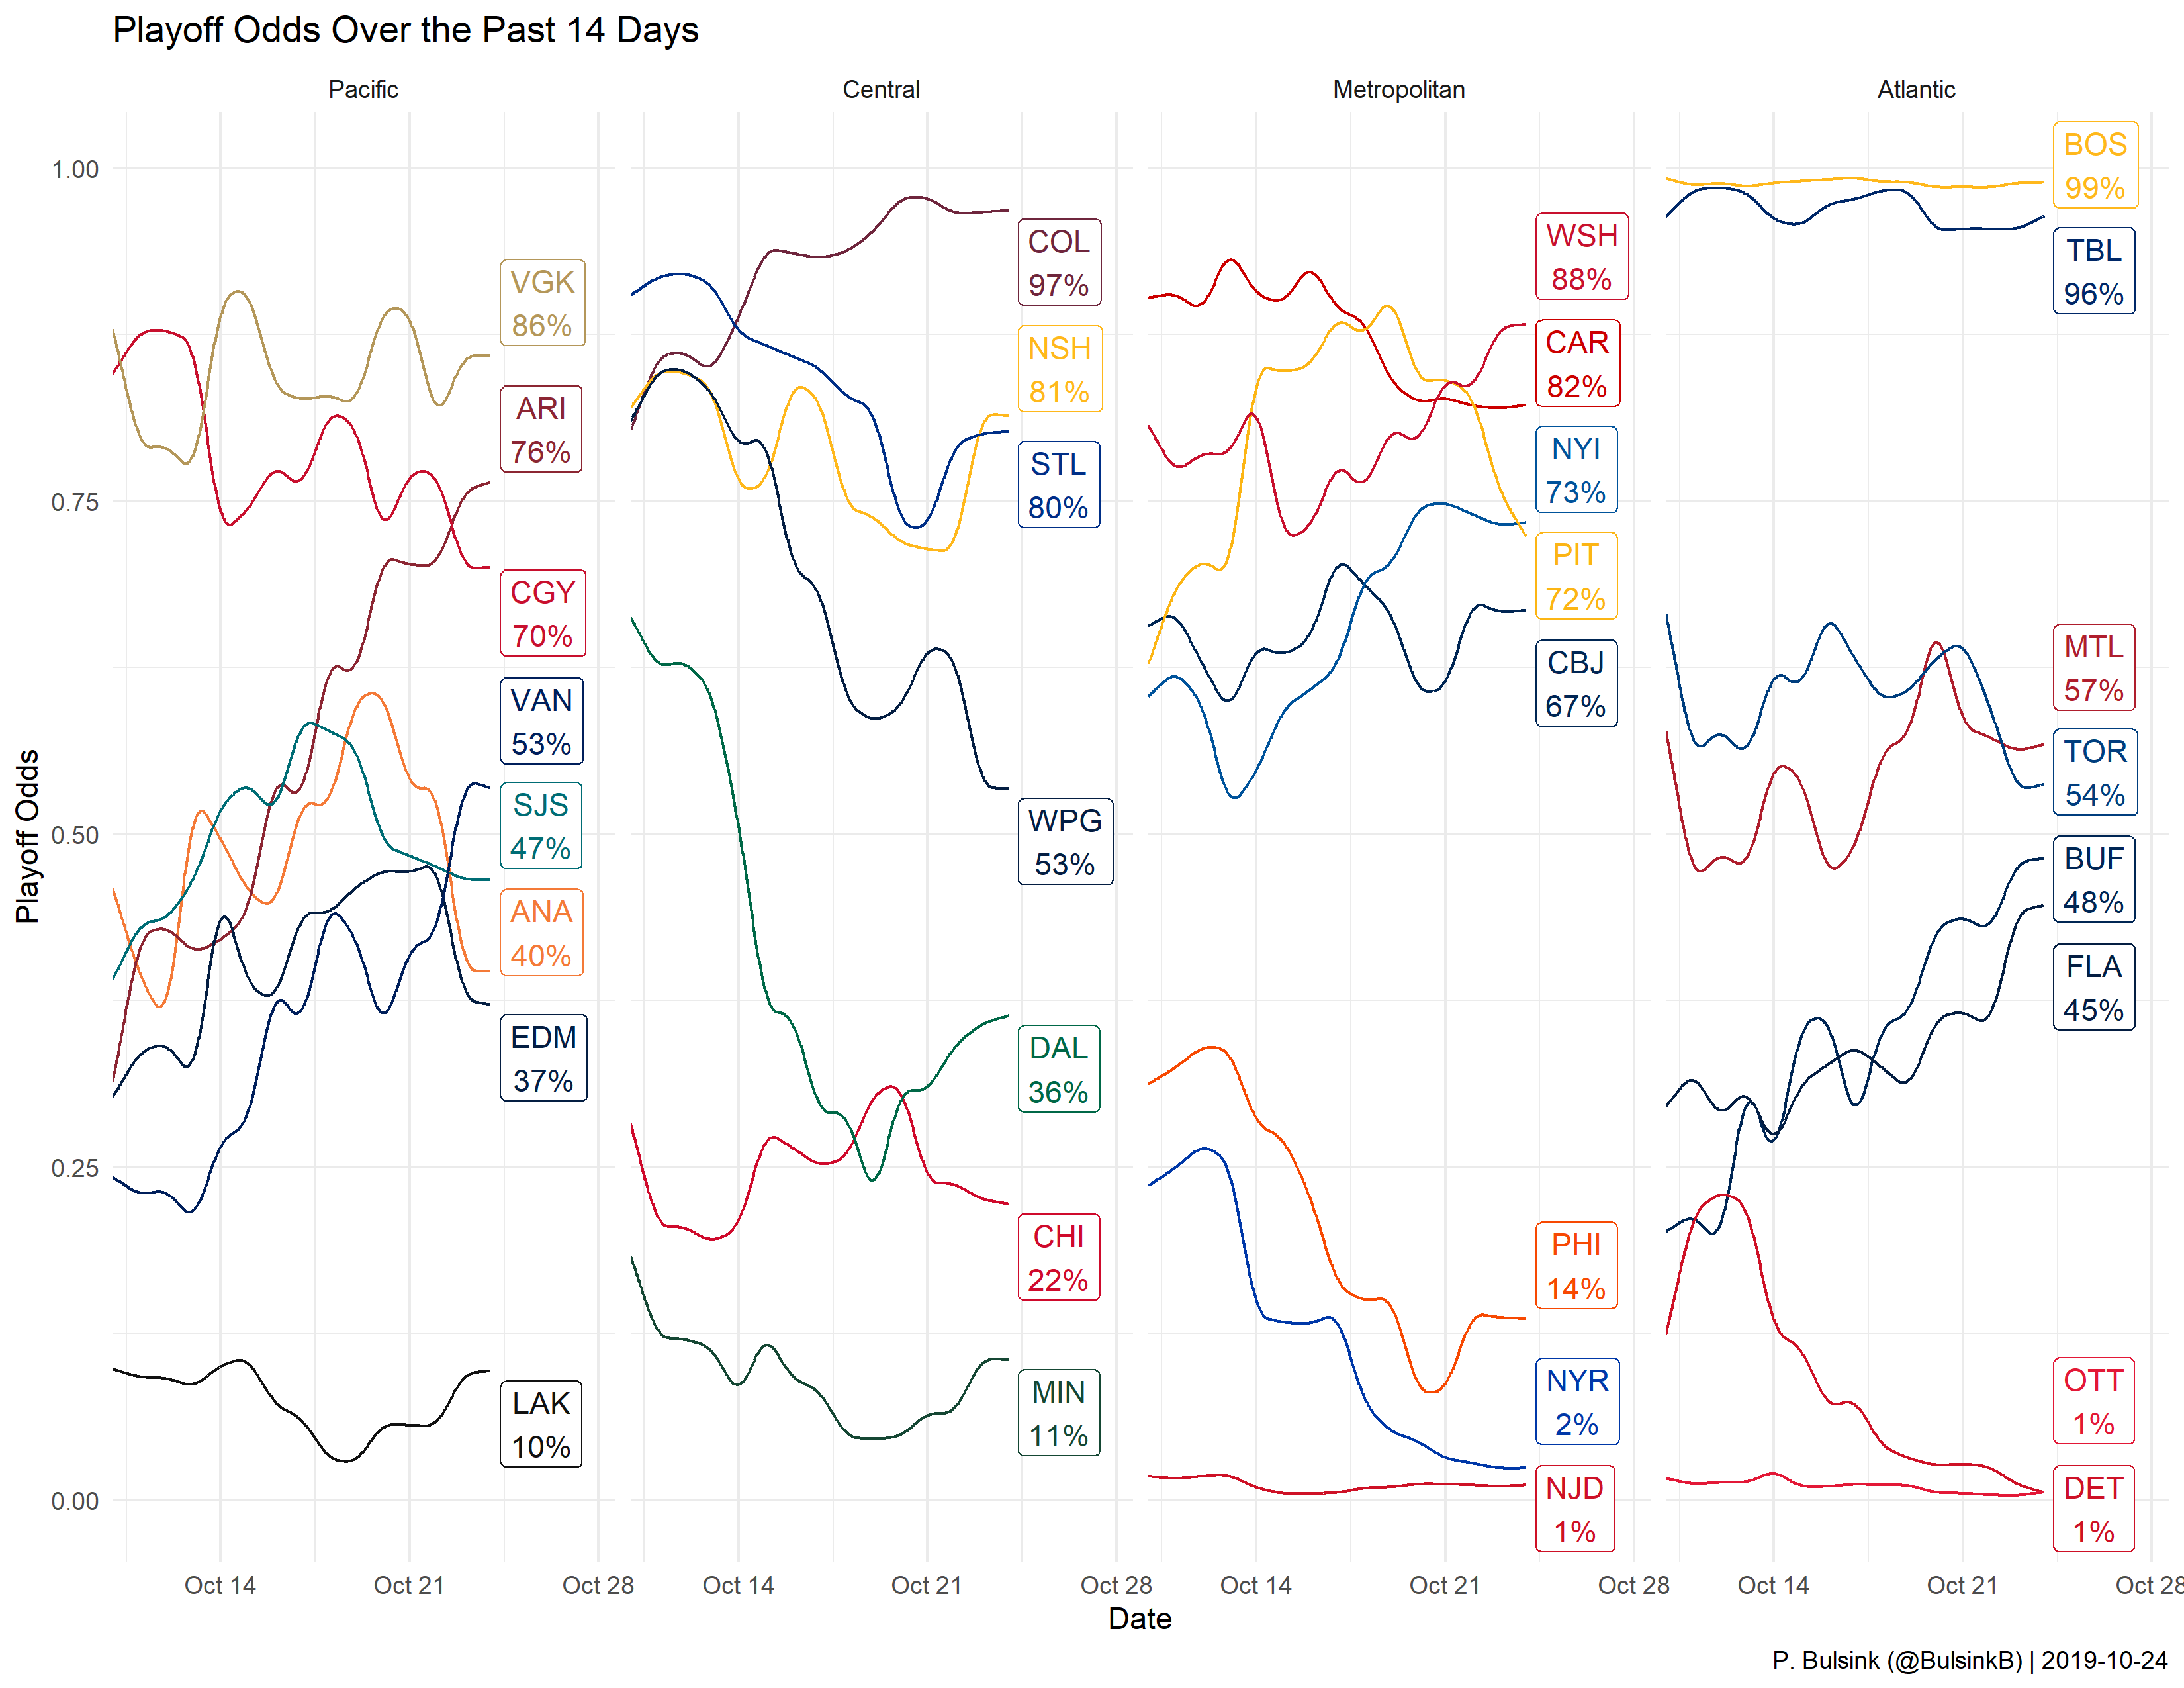 Playoff Odds Over the Past 14 Days
Pacific
Central
Metropolitan
Atlantic
Playoff Odds
1.00
0.75
0.50
0.25
0.00
VGK
86%
ARI
76%
CGY
70%
VAN
53%
SJS
47%
ANA
40%
EDM
37%
LAK
10%
COL
97%
NSH
81%
STL
80%
WPG
53%
DAL
36%
CHI
22%
MIN
11%
WSH
88%
CAR
82%
NYI
73%
PIT
72%
CBJ
67%
PHI
14%
NYR
2%
NJD
1%
BOS
99%
TBL
96%
MTL
57%
TOR
54%
BUF
48%
FLA
45%
OTT
1%
DET
1%
Oct 14 Oct 21 Oct 28 Oct 14 Oct 21 Oct 28 Oct 14 Oct 21 Oct 28 Oct 14 Oct 21 Oct 28
Date
P. Bulsink (@BulsinkB) | 2019-10-24